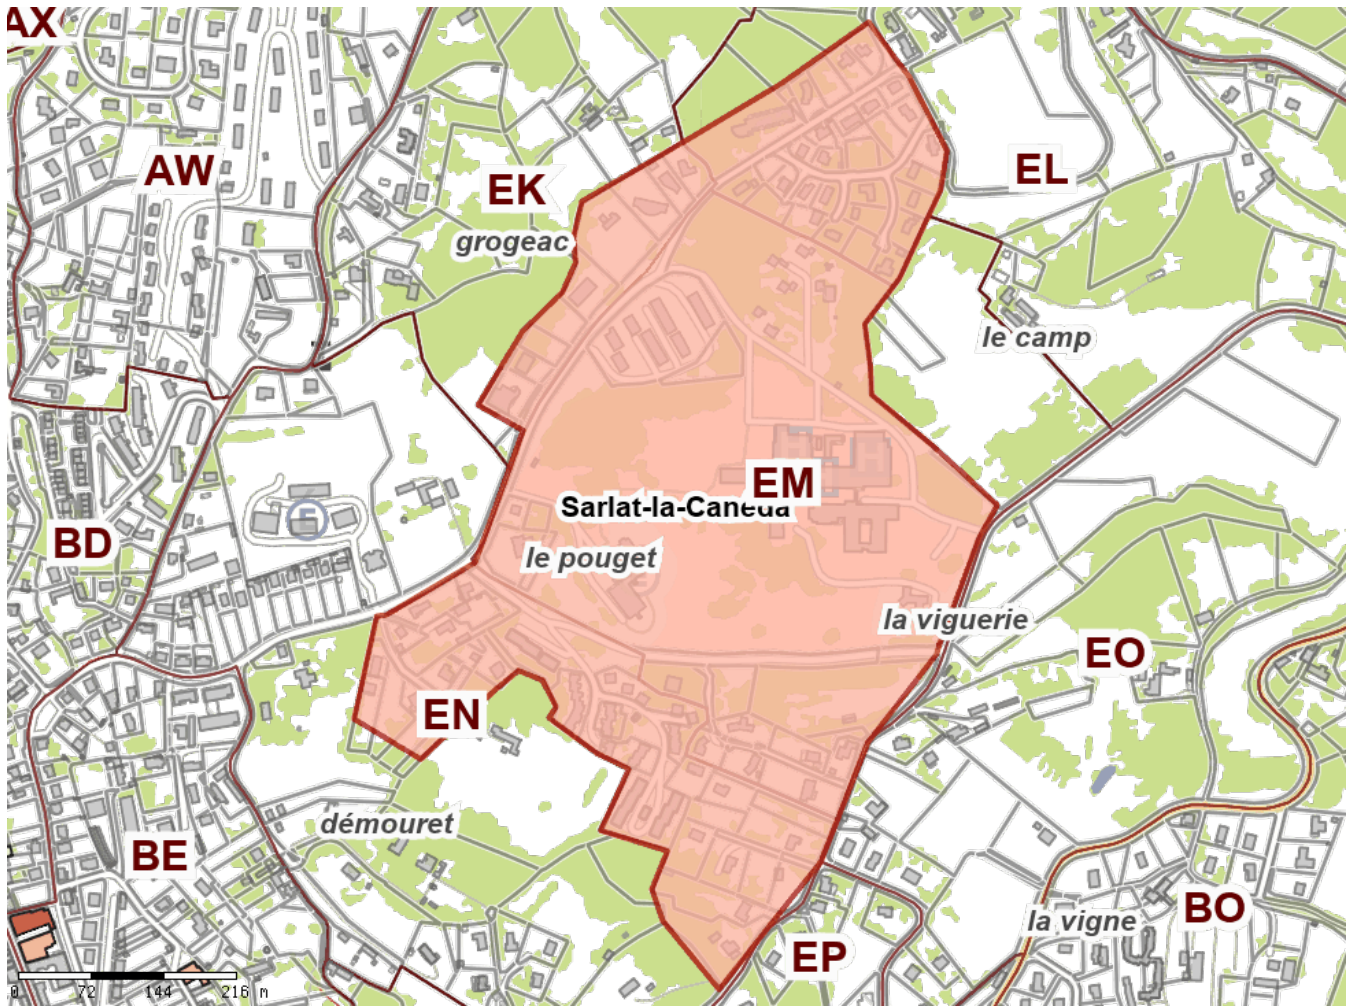 AX
AW
EK
EL
grogeac
le camp
EM
Sarlat-la-Canéda
BD
E
le pouget
la viguerie
EO
EN
démouret
BE
la vigne
BO
EP
0 72 144 216 m